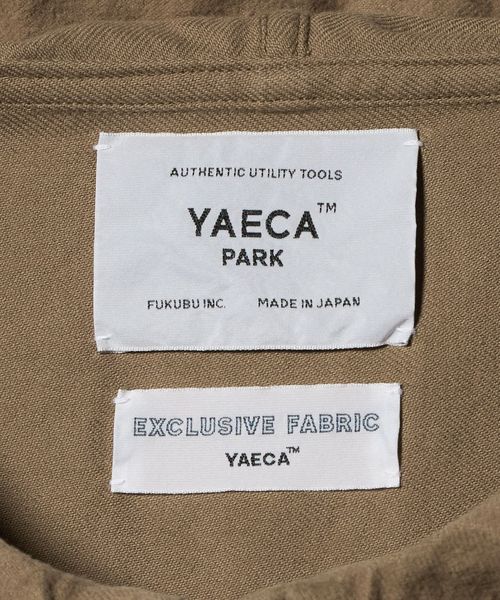 AUTHENTIC UTILITY TOOLS
YAECA™
PARK
FUKUBU INC. MADE IN JAPAN
EXCLUSIVE FABRIC
YAECA™